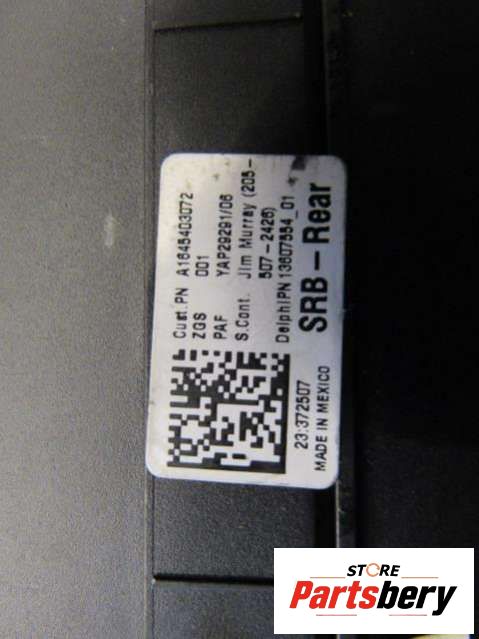 Cust.PN A1645403072
ZGS 001
PAF YAP29291/06
S.Cont. Jim Murray (205-
507-2426)
DelphiPN 13607554_01
SRB-Rear
23:372507
MADE IN MEXICO
STORE
Partsbery